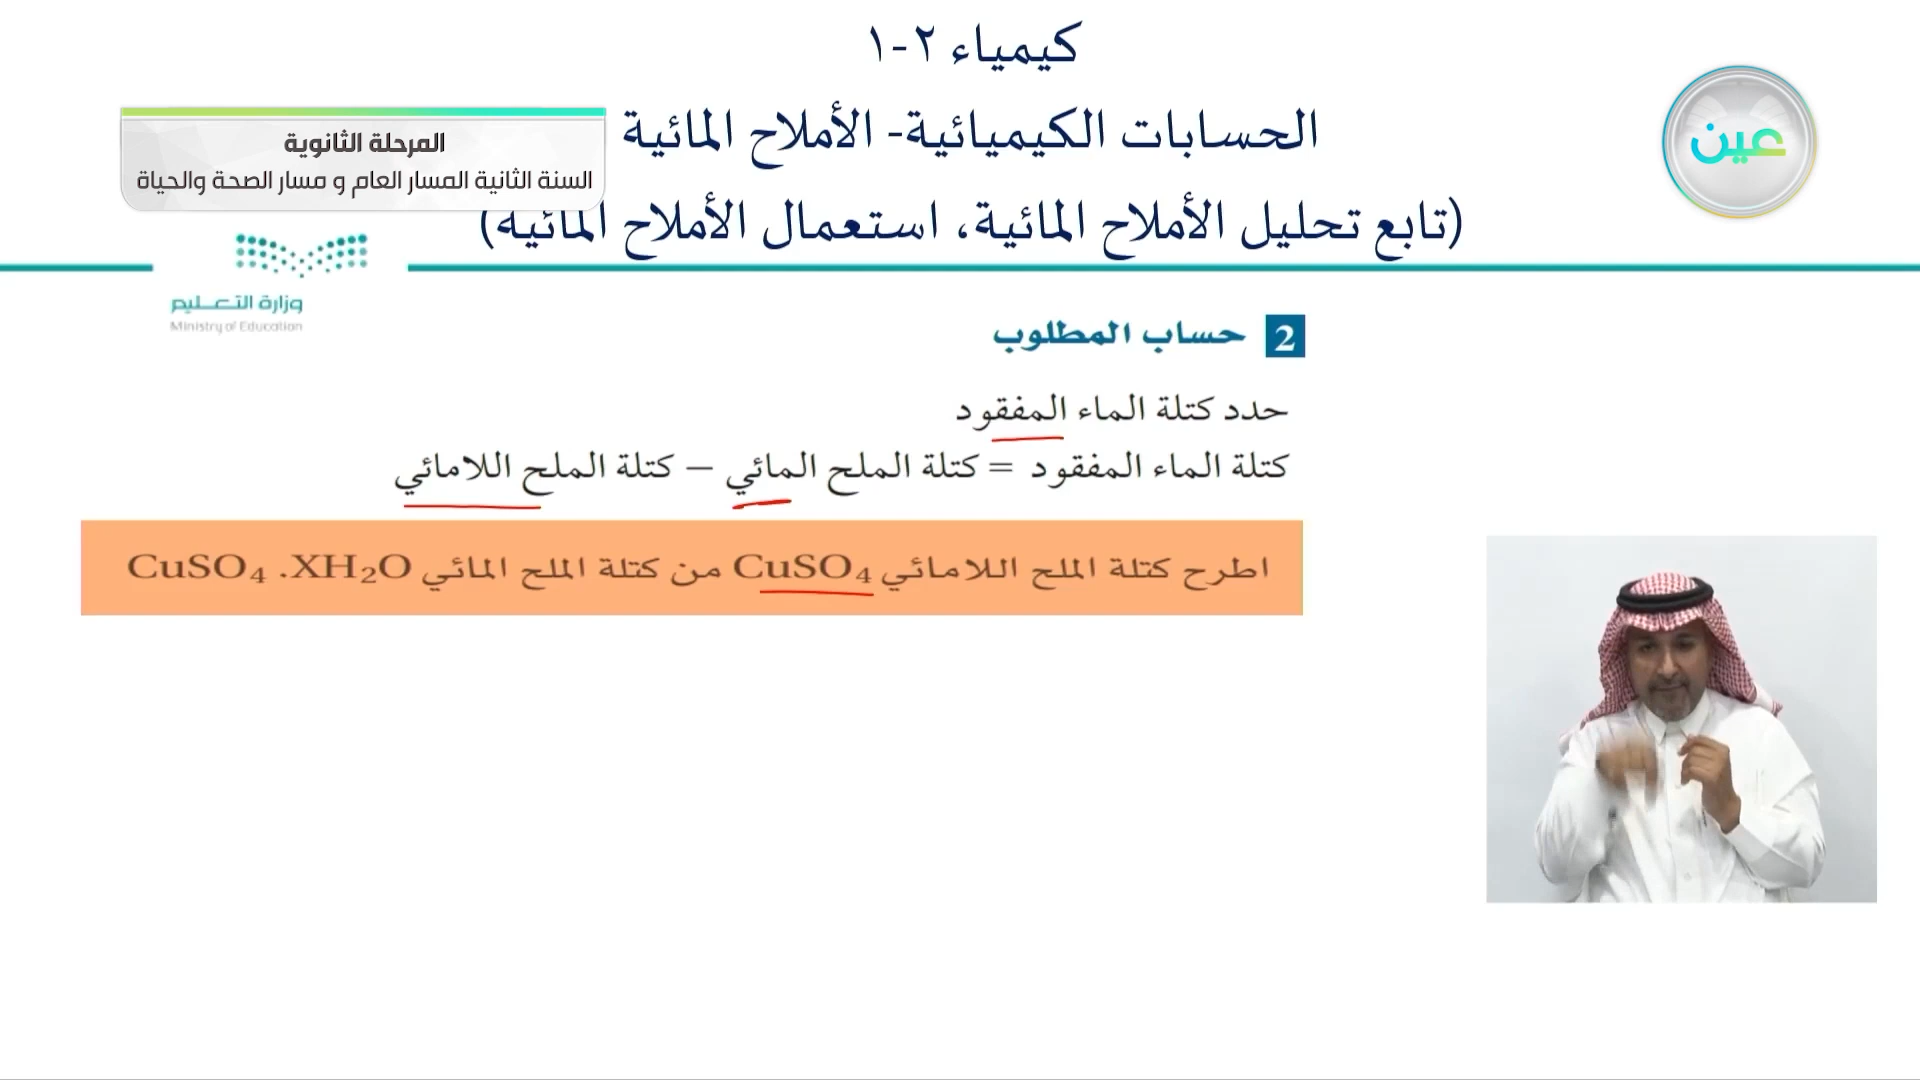 كيمياء ٢-١
الحسابات الكيميائية- الأملاح المائية
(تابع تحليل الأملاح المائية، استعمال الأملاح المائية)
عين
المرحلة الثانوية
السنة الثانية المسار العام و مسار الصحة والحياة
وزارة التعليم
Ministry of Education
2 حساب المطلوب
حدد كتلة الماء المفقود
كتلة الماء المفقود = كتلة الملح المائي – كتلة الملح اللامائي
اطرح كتلة الملح اللامائي CuSO4 من كتلة الملح المائي CuSO4 .XH2O